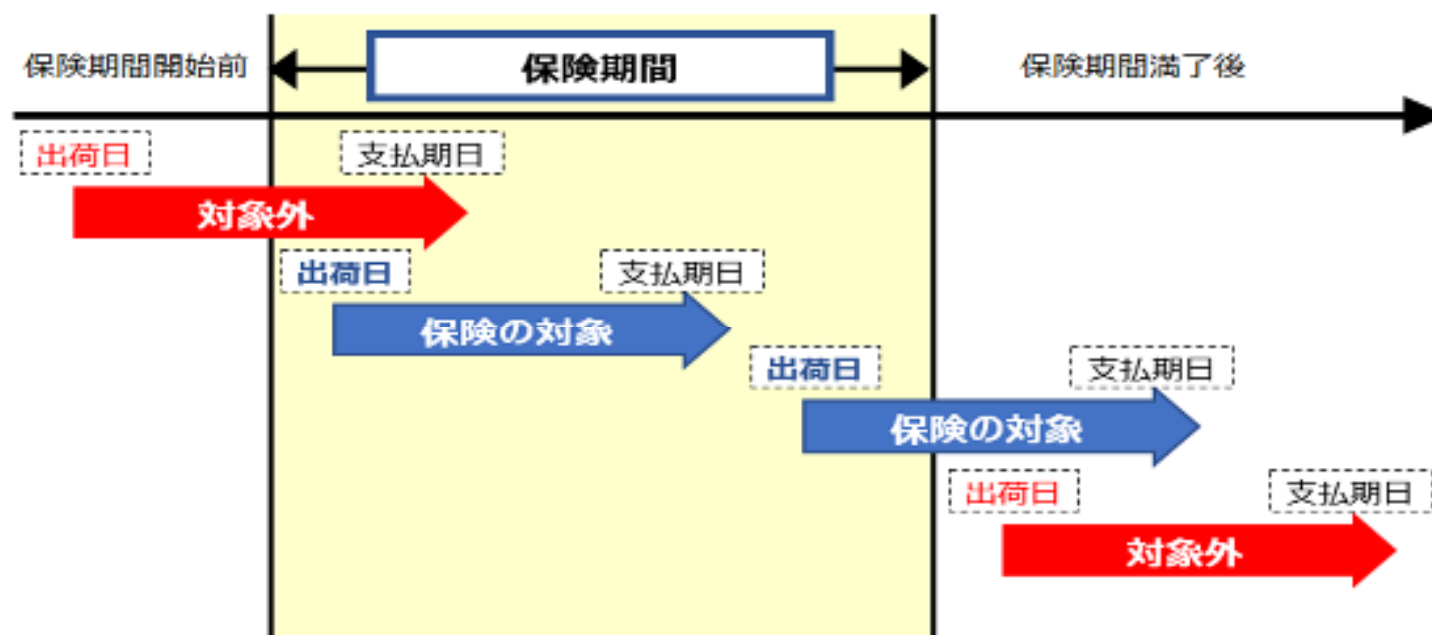 保険期間開始前
保険期間
保険期間満了後
出荷日
支払期日
対象外
出荷日
支払期日
保険の対象
出荷日
支払期日
保険の対象
出荷日
支払期日
対象外